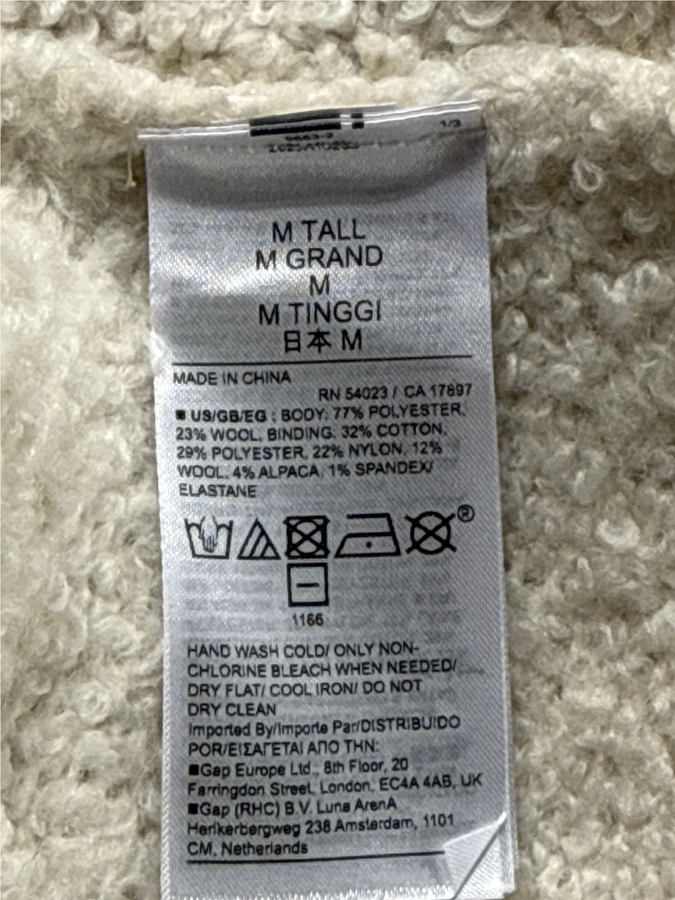 1/3
M TALL
M GRAND
M
M TINGGI
日本 M
MADE IN CHINA
RN 54023 / CA 17897
■ US/GB/EG : BODY: 77% POLYESTER,
23% WOOL, BINDING: 32% COTTON,
29% POLYESTER, 22% NYLON, 12%
WOOL, 4% ALPACA, 1% SPANDEX/
ELASTANE
®
1166
HAND WASH COLD/ ONLY NON-
CHLORINE BLEACH WHEN NEEDED/
DRY FLAT/ COOL IRON/ DO NOT
DRY CLEAN
Imported By/Importe Par/DISTRIBUIDO
POR/ΕΙΣΑΓΕΤΑΙ ΑΠΟ ΤΗΝ:
■Gap Europe Ltd., 8th Floor, 20
Farringdon Street, London, EC4A 4AB, UK
■Gap (RHC) B.V. Luna ArenA
Herikerbergweg 238 Amsterdam, 1101
CM, Netherlands